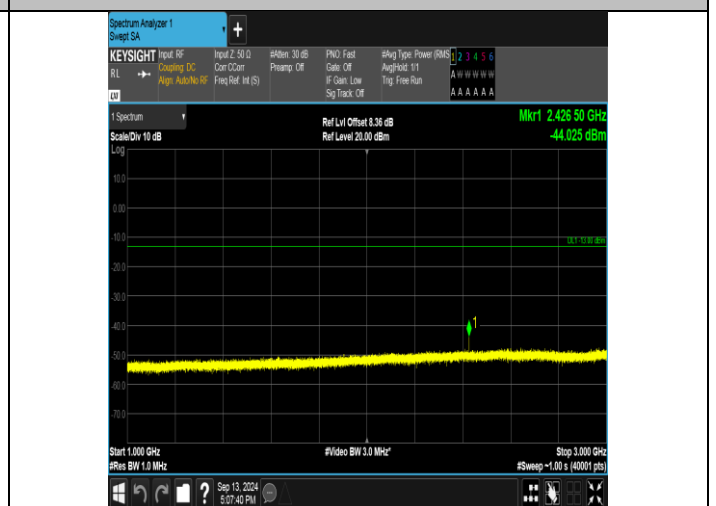 Spectrum Analyzer 1
Swept SA
+
KEYSIGHT Input: RF Input Z: 50 Ω #Atten: 30 dB PNO: Fast #Avg Type: Power (RMS 1 2 3 4 5 6
RL Coupling: DC Corr CCorr Preamp: Off Gate: Off Avg|Hold: 1/1 A W W W W W
Align: Auto/No RF Freq Ref: Int (S) IF Gain: Low Trig: Free Run
LXI Sig Track: Off A A A A A A
1 Spectrum Ref Lvl Offset 8.36 dB Mkr1 2.426 50 GHz
Scale/Div 10 dB Ref Level 20.00 dBm -44.025 dBm
Log
10.0
0.00
-10.0
DL1 -13.00 dBm
-20.0
-30.0
-40.0
1
-50.0
-60.0
-70.0
Start 1.000 GHz #Video BW 3.0 MHz* Stop 3.000 GHz
#Res BW 1.0 MHz #Sweep ~1.00 s (40001 pts)
? Sep 13, 2024
5:07:40 PM